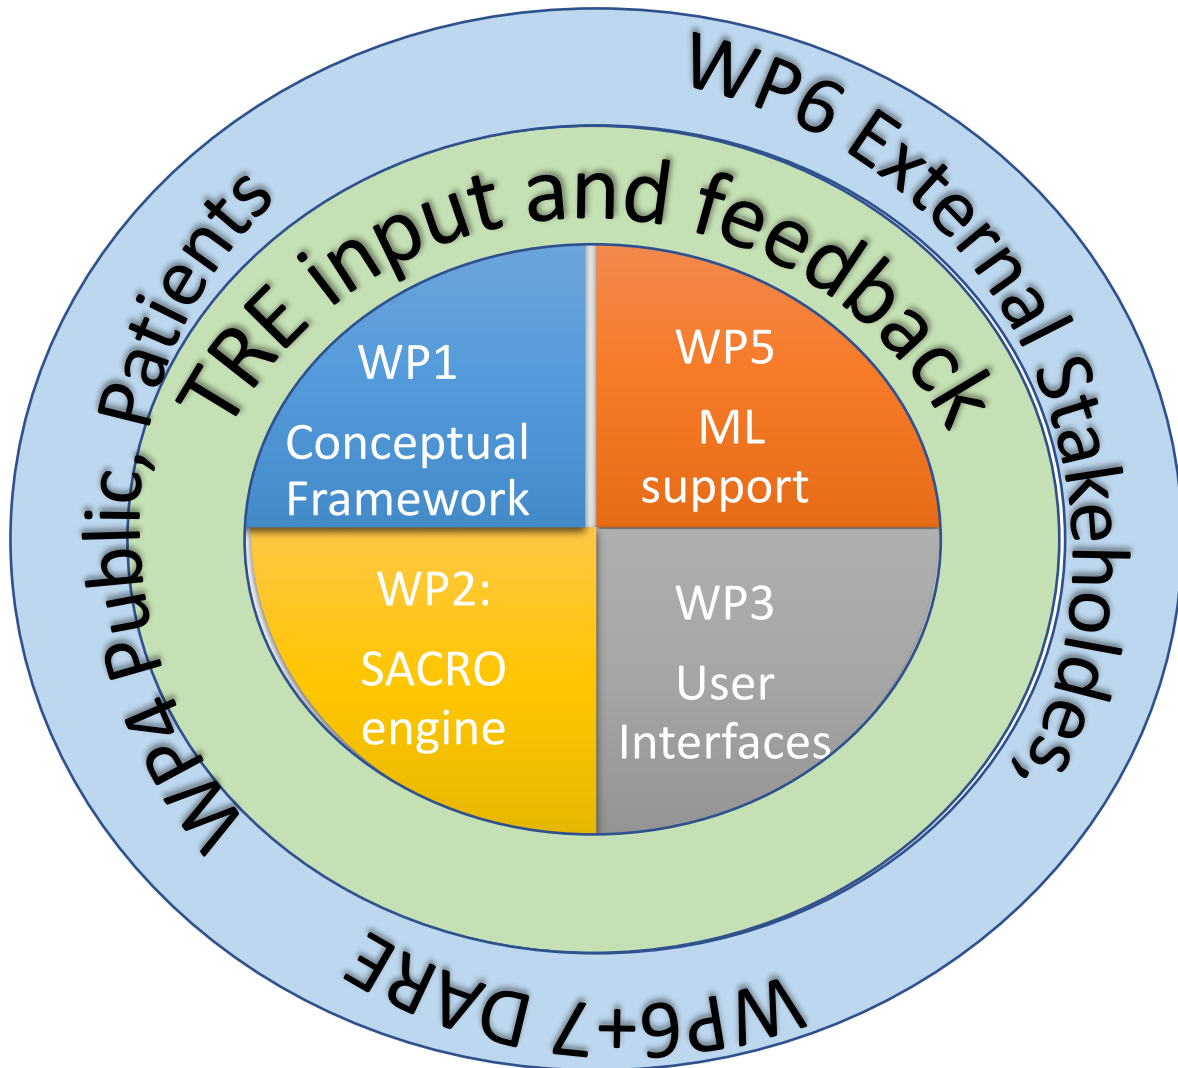 WP4 Public, Patients
WP6 External Stakeholdes,
TRE input and feedback
WP1
Conceptual
Framework
WP5
ML
support
WP2:
SACRO
engine
WP3
User
Interfaces
WP6+7 DARE